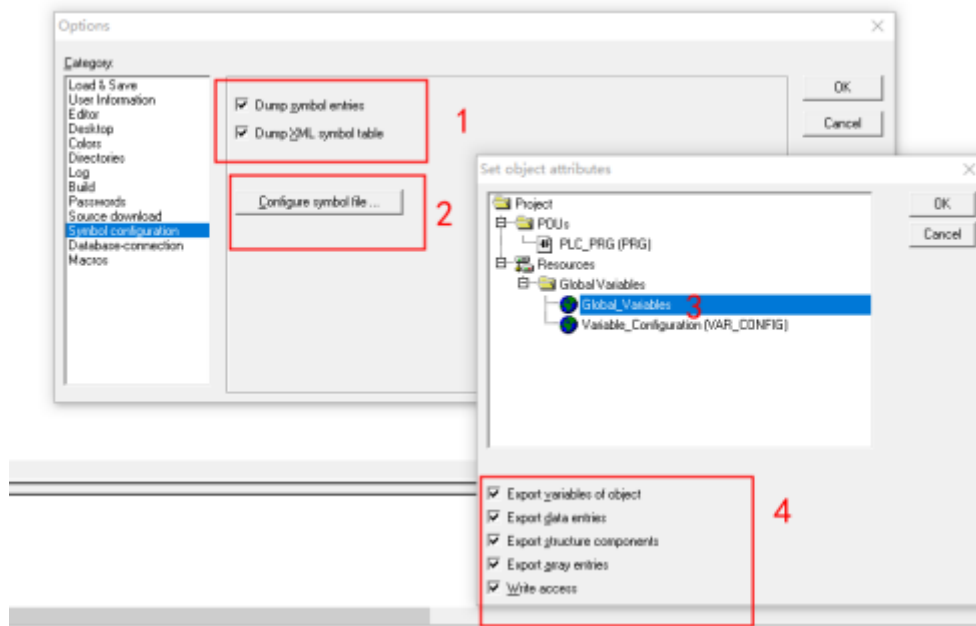 Options
Category:
Load & Save
User Information
Editor
Desktop
Colors
Directories
Log
Build
Passwords
Source download
Symbol configuration
Database-connection
Macros
Dump symbol entries
Dump XML symbol table
1
Configure symbol file ...
2
OK
Cancel
Set object attributes
Project
POUs
PLC_PRG (PRG)
Resources
Global Variables
Global_Variables
3
Variable_Configuration (VAR_CONFIG)
OK
Cancel
Export variables of object
Export data entries
Export structure components
Export array entries
Write access
4